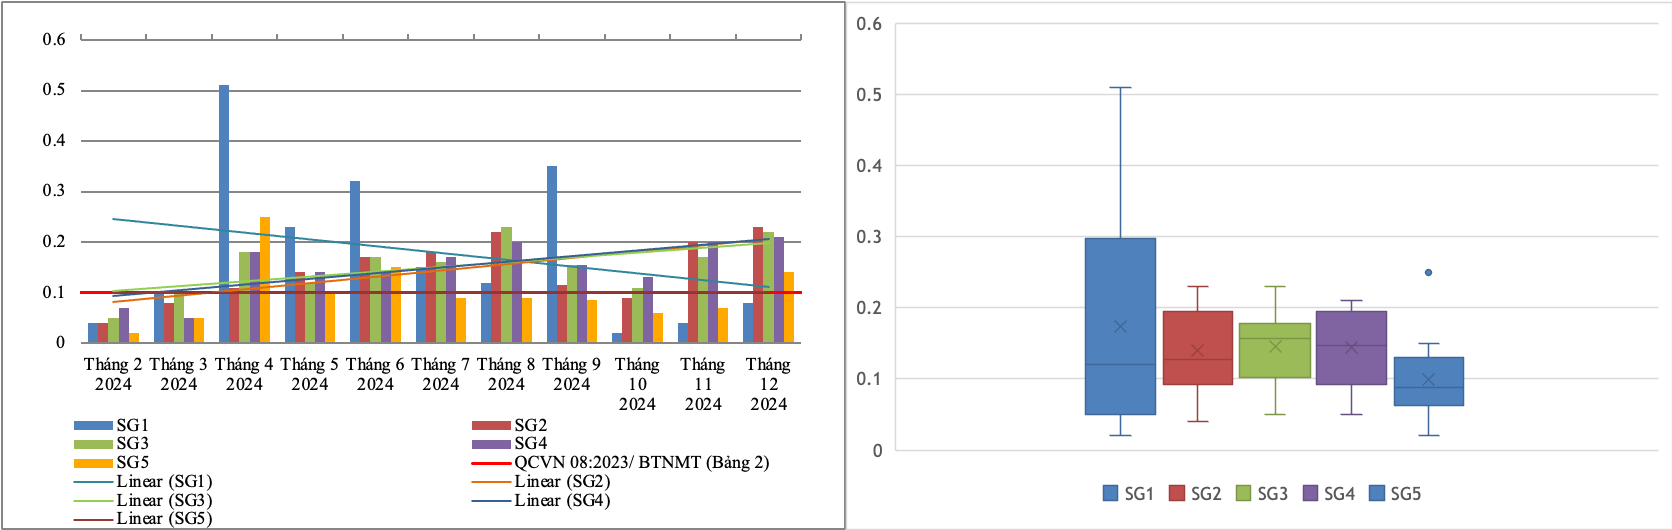 0.6
0.5
0.4
0.3
0.2
0.1
0
Tháng 2
2024
Tháng 3
2024
Tháng 4
2024
Tháng 5
2024
Tháng 6
2024
Tháng 7
2024
Tháng 8
2024
Tháng 9
2024
Tháng
10
2024
Tháng
11
2024
Tháng
12
2024
SG1
SG2
SG3
SG4
SG5
QCVN 08:2023/ BTNMT (Bảng 2)
Linear (SG1)
Linear (SG2)
Linear (SG3)
Linear (SG4)
Linear (SG5)
0.6
0.5
0.4
0.3
0.2
0.1
0
SG1 SG2 SG3 SG4 SG5